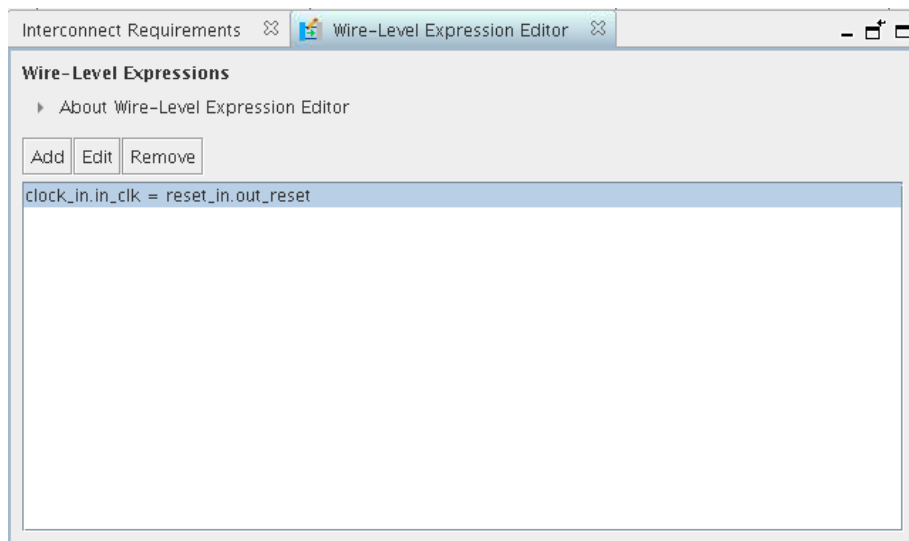 Interconnect Requirements Wire-Level Expression Editor
Wire-Level Expressions
About Wire-Level Expression Editor
Add Edit Remove
clock_in.in_clk = reset_in.out_reset